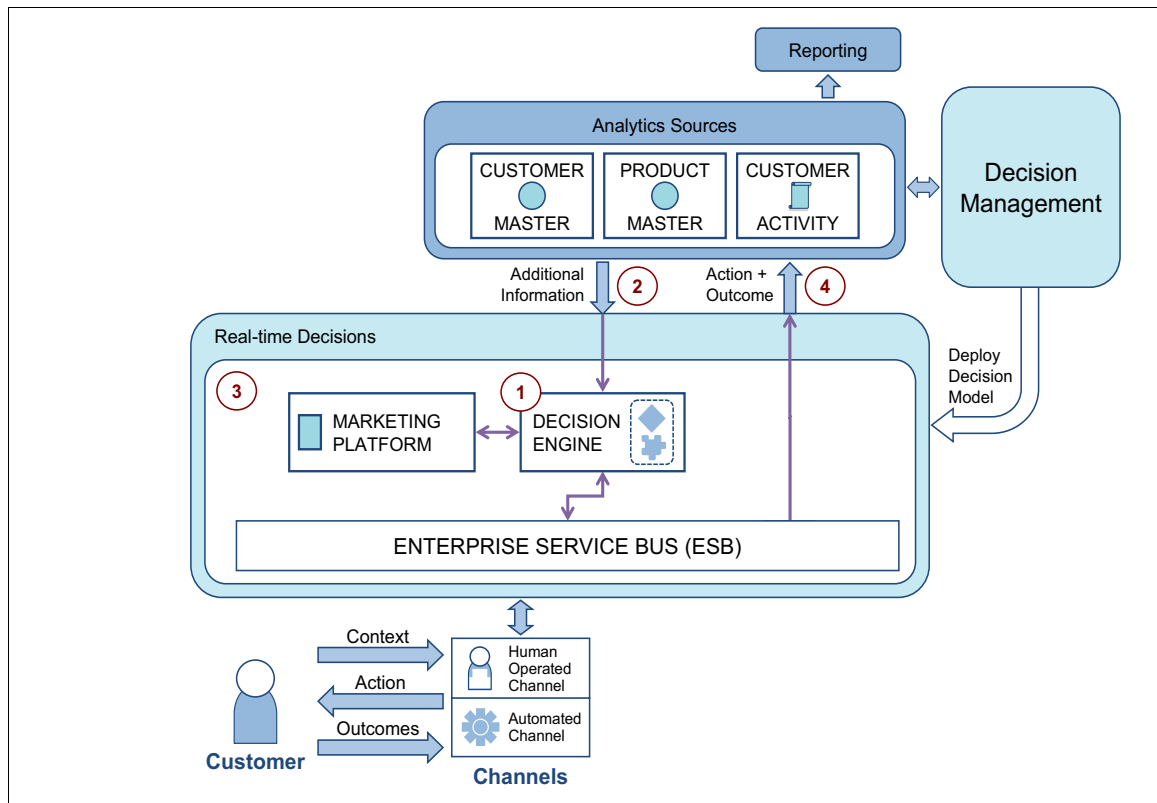 Reporting
Analytics Sources
CUSTOMER
MASTER
PRODUCT
MASTER
CUSTOMER
ACTIVITY
Decision
Management
Additional
Information
2
Action +
Outcome
4
Real-time Decisions
Deploy
Decision
Model
3
1
MARKETING
PLATFORM
DECISION
ENGINE
ENTERPRISE SERVICE BUS (ESB)
Context
Action
Outcomes
Human
Operated
Channel
Automated
Channel
Customer
Channels